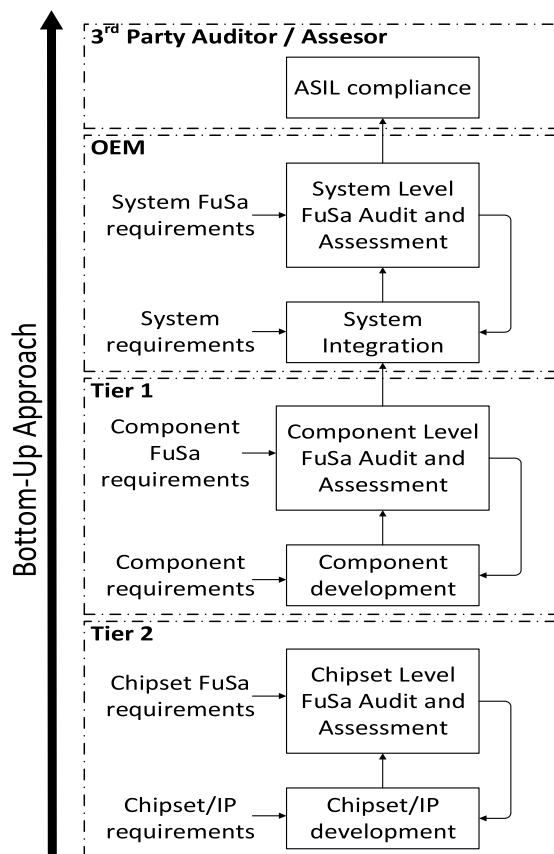 3rd Party Auditor / Assesor
ASIL compliance
OEM
System FuSa
requirements
System Level
FuSa Audit and
Assessment
System
requirements
System
Integration
Tier 1
Component
FuSa
requirements
Component Level
FuSa Audit and
Assessment
Component
requirements
Component
development
Tier 2
Chipset FuSa
requirements
Chipset Level
FuSa Audit and
Assessment
Chipset/IP
requirements
Chipset/IP
development
Bottom-Up Approach